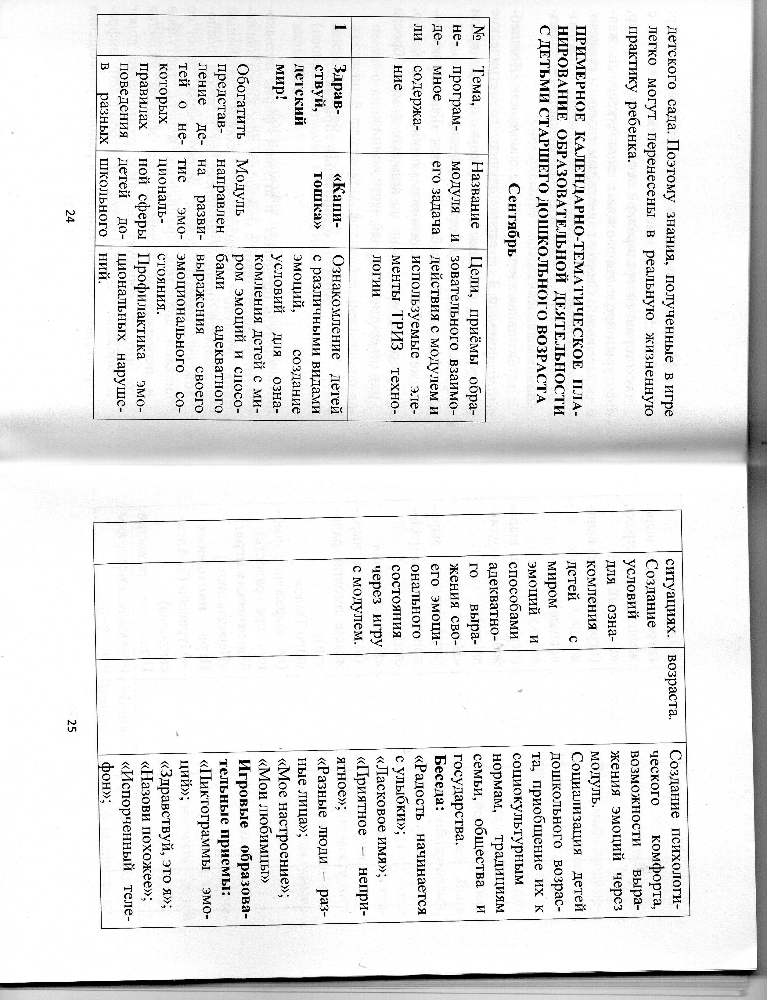 детского сада. Поэтому знания, полученные в игре
легко могут перенесены в реальную жизненную
практику ребенка.
ПРИМЕРНОЕ КАЛЕНДАРНО-ТЕМАТИЧЕСКОЕ ПЛА-
НИРОВАНИЕ ОБРАЗОВАТЕЛЬНОЙ ДЕЯТЕЛЬНОСТИ
С ДЕТЬМИ СТАРШЕГО ДОШКОЛЬНОГО ВОЗРАСТА
Сентябрь
№
не-
де-
ли
Тема,
програм-
мное
содержа-
ние
Название
модуля и
его задача
Цели, приёмы обра-
зовательного взаимо-
действия с модулем и
используемые эле-
менты ТРИЗ техно-
логии
1
Здрав-
ствуй,
детский
мир!
Обогатить
представ-
ление де-
тей о не-
которых
правилах
поведения
в разных
«Капи-
тошка»
Модуль
направлен
на разви-
тие эмо-
циональ-
ной сферы
детей до-
школьного
Ознакомление детей
с различными видами
эмоций, создание
условий для озна-
комления детей с ми-
ром эмоций и спосо-
бами адекватного
выражения своего
эмоционального со-
стояния.
Профилактика эмо-
циональных наруше-
ний.
24
ситуациях.
Создание
условий
для озна-
комления
детей с
миром
эмоций и
способами
адекватно-
го выра-
жения сво-
его эмоци-
онального
состояния
через игру
с модулем.
возраста.
Создание психологи-
ческого комфорта,
возможности выра-
жения эмоций через
модуль.
Социализация детей
дошкольного возрас-
та, приобщение их к
социокультурным
нормам, традициям
семьи, общества и
государства.
Беседа:
«Радость начинается
с улыбки»;
«Ласковое имя»;
«Приятное – непри-
ятное»;
«Разные люди – раз-
ные лица»;
«Мое настроение»;
«Мои любимцы»
Игровые образова-
тельные приемы:
«Пиктограммы эмо-
ций»;
«Здравствуй, это я»;
«Назови похожее»;
«Испорченный теле-
фон»;
25